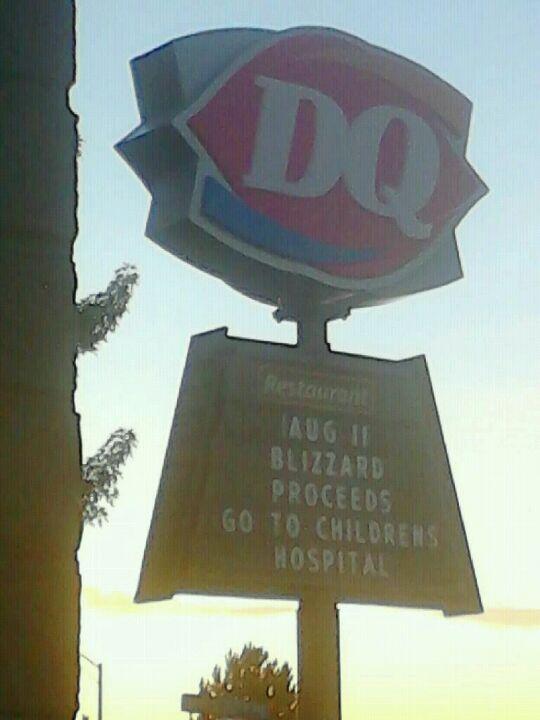 DQ
Restaurant
AUG 11
BLIZZARD
PROCEEDS
GO TO CHILDRENS
HOSPITAL